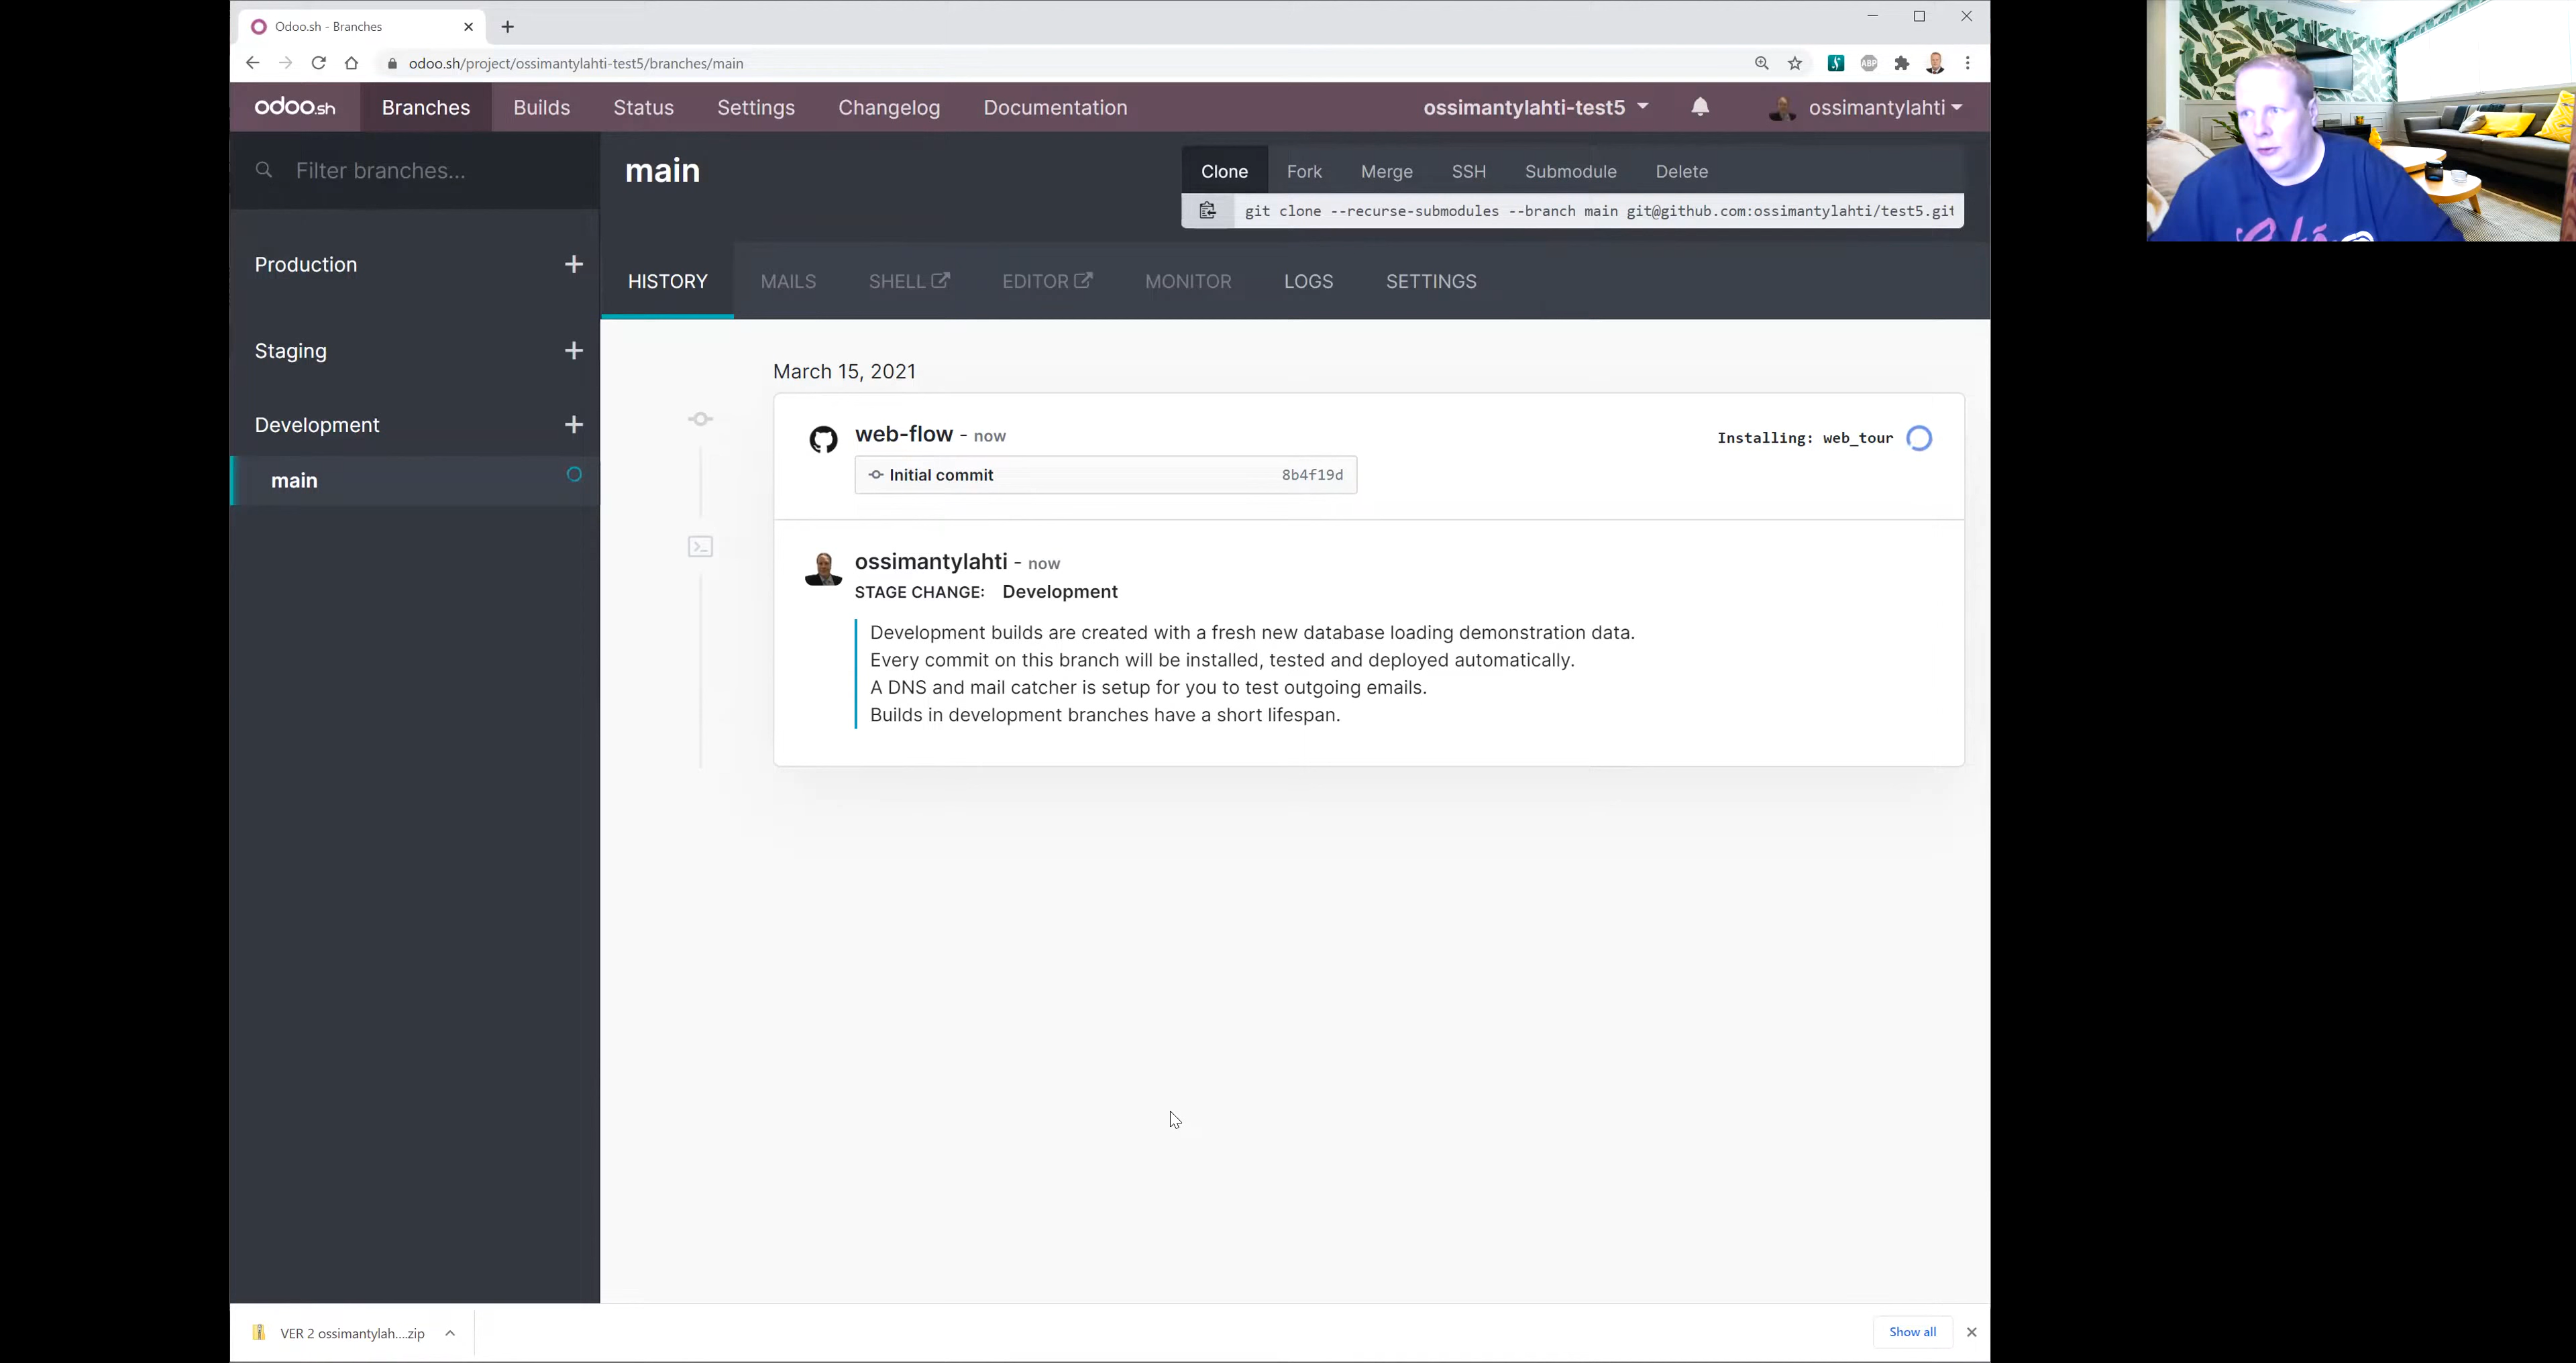 Odoo.sh - Branches
odoo.sh/project/ossimantylahti-test5/branches/main
ABP
odoo.sh Branches Builds Status Settings Changelog Documentation ossimantylahti-test5 ossimantylahti
Filter branches...
main
Clone Fork Merge SSH Submodule Delete
git clone --recurse-submodules --branch main git@github.com:ossimantylahti/test5.git
Production
Staging
Development
main
HISTORY MAILS SHELL EDITOR MONITOR LOGS SETTINGS
March 15, 2021
web-flow - now
Installing: web_tour
Initial commit 8b4f19d
ossimantylahti - now
STAGE CHANGE: Development
Development builds are created with a fresh new database loading demonstration data.
Every commit on this branch will be installed, tested and deployed automatically.
A DNS and mail catcher is setup for you to test outgoing emails.
Builds in development branches have a short lifespan.
VER 2 ossimantylah....zip
Show all